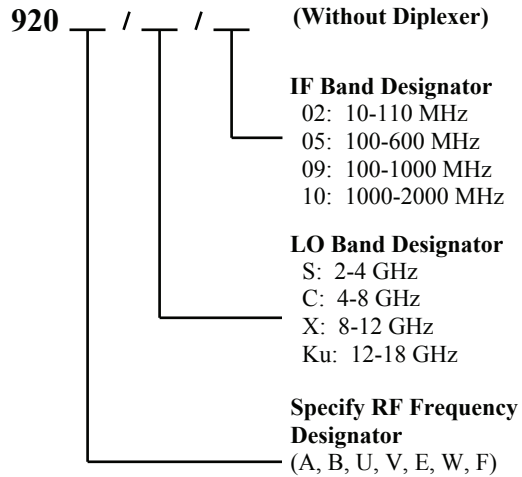 920 __ / __ / __ (Without Diplexer)
IF Band Designator
02: 10-110 MHz
05: 100-600 MHz
09: 100-1000 MHz
10: 1000-2000 MHz
LO Band Designator
S: 2-4 GHz
C: 4-8 GHz
X: 8-12 GHz
Ku: 12-18 GHz
Specify RF Frequency
Designator
(A, B, U, V, E, W, F)